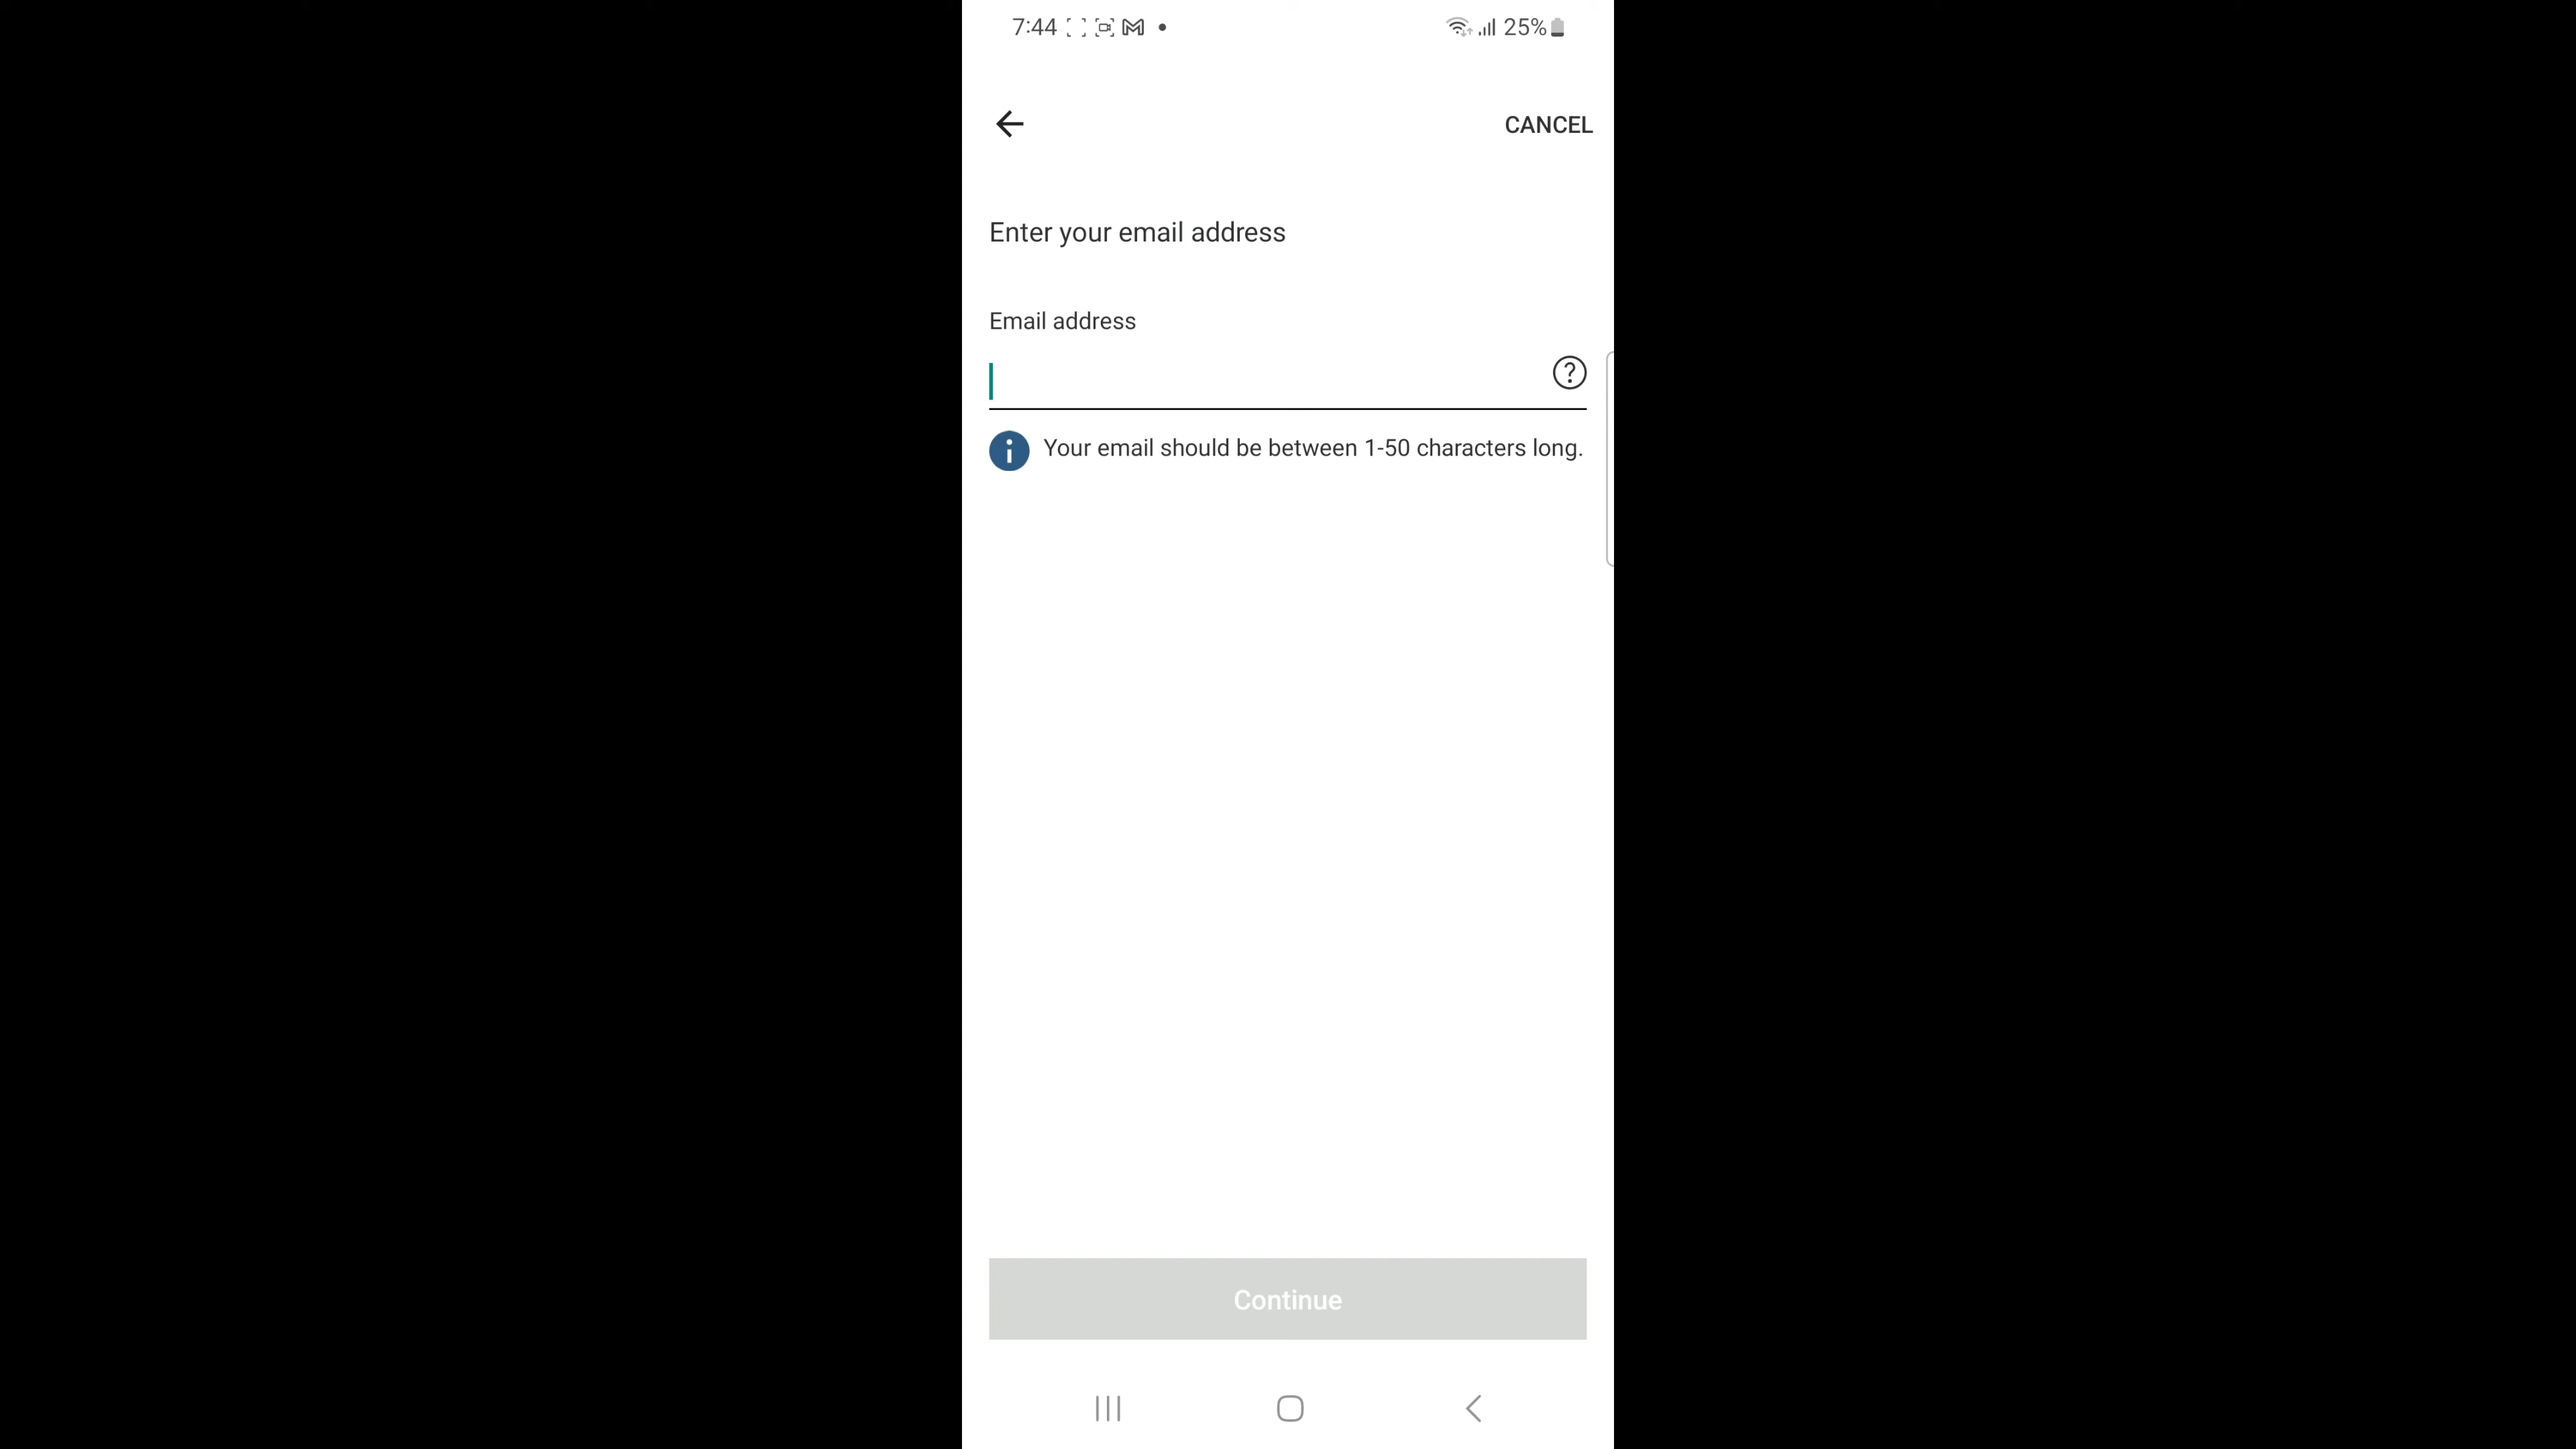 7:44 25%
CANCEL
Enter your email address
Email address
Your email should be between 1-50 characters long.
Continue